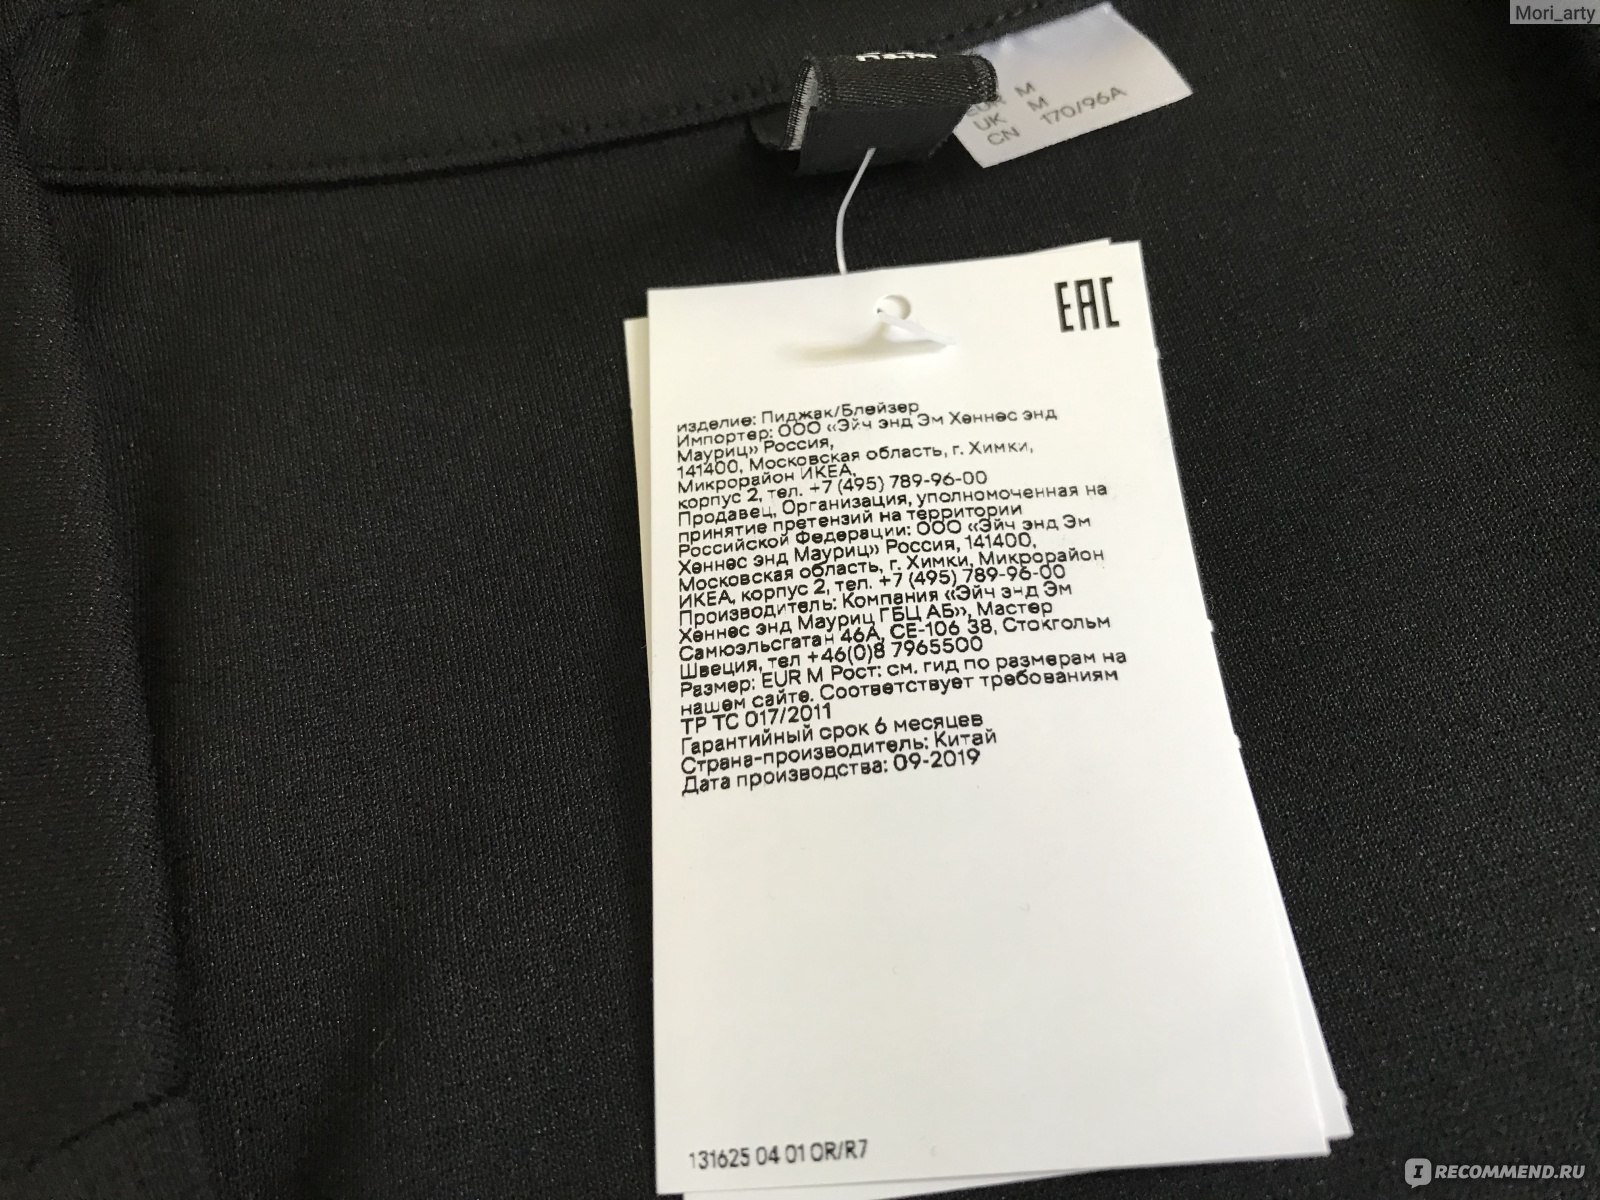 Mori_arty
EUR M
UK M
CN 170/96A
EAC
изделие: Пиджак/Блейзер
Импортер: ООО «Эйч энд Эм Хеннес энд
Мауриц» Россия,
141400, Московская область, г. Химки,
Микрорайон ИКЕА,
корпус 2, тел. +7 (495) 789-96-00
Продавец, Организация, уполномоченная на
принятие претензий на территории
Российской Федерации: ООО «Эйч энд Эм
Хеннес энд Мауриц» Россия, 141400,
Московская область, г. Химки, Микрорайон
ИКЕА, корпус 2, тел. +7 (495) 789-96-00
Производитель: Компания «Эйч энд Эм
Хеннес энд Мауриц ГБЦ АБ», Мастер
Самюэльсгатан 46А, СЕ-106 38, Стокгольм
Швеция, тел +46(0)8 7965500
Размер: EUR M Рост: см. гид по размерам на
нашем сайте. Соответствует требованиям
ТР ТС 017/2011
Гарантийный срок 6 месяцев
Страна-производитель: Китай
Дата производства: 09-2019
131625 04 01 OR/R7
IRECOMMEND.RU